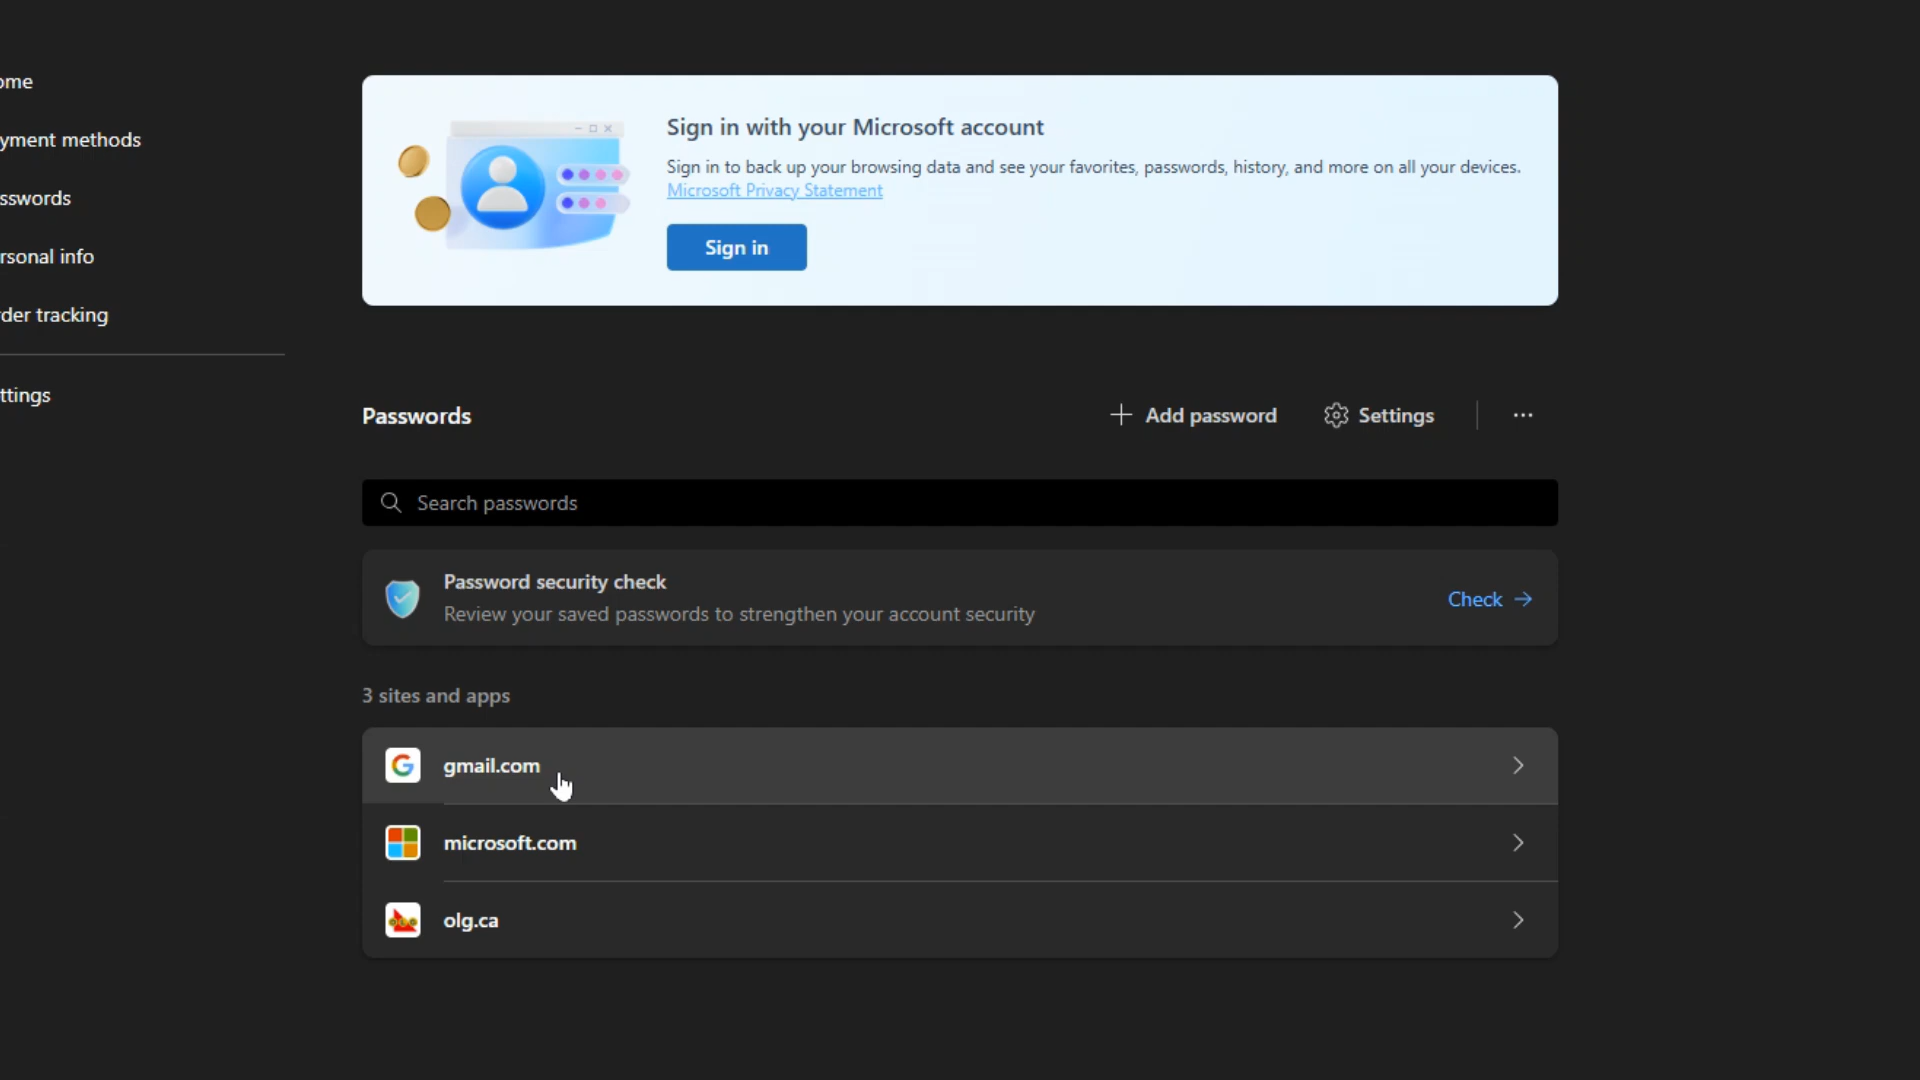 ome
yment methods
sswords
rsonal info
der tracking
ttings
Sign in with your Microsoft account
Sign in to back up your browsing data and see your favorites, passwords, history, and more on all your devices.
Microsoft Privacy Statement
Sign in
Passwords
Add password
Settings
Search passwords
Password security check
Review your saved passwords to strengthen your account security
Check
3 sites and apps
gmail.com
microsoft.com
olg.ca